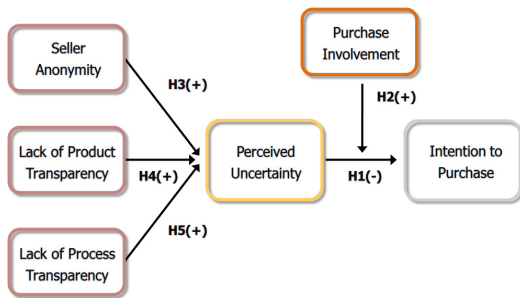 Seller
Anonymity
Purchase
Involvement
H3(+)
H2(+)
Lack of Product
Transparency
H4(+)
Perceived
Uncertainty
H1(-)
Intention to
Purchase
H5(+)
Lack of Process
Transparency